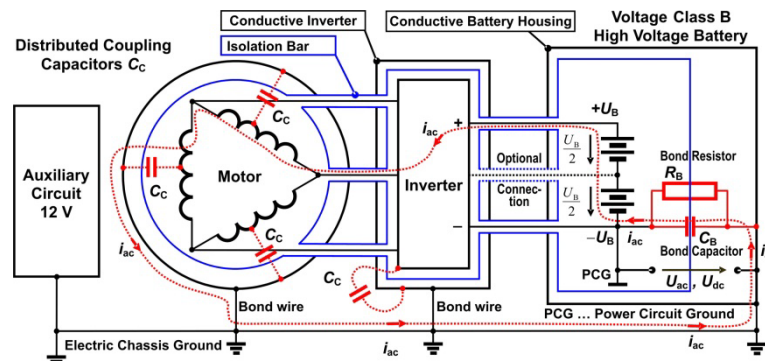 Conductive Inverter
Conductive Battery Housing
Voltage Class B
High Voltage Battery
Distributed Coupling
Capacitors CC
Isolation Bar
CC
iac
+
+UB
UB
2
Optional
Connec-
tion
UB
2
Bond Resistor
RB
Auxiliary
Circuit
12 V
CC
Motor
Inverter
−
−UB
iac
CB
Bond Capacitor
iac
CC
CC
PCG
Uac , Udc
i
Bond wire
Bond wire
PCG ... Power Circuit Ground
Electric Chassis Ground
iac
iac